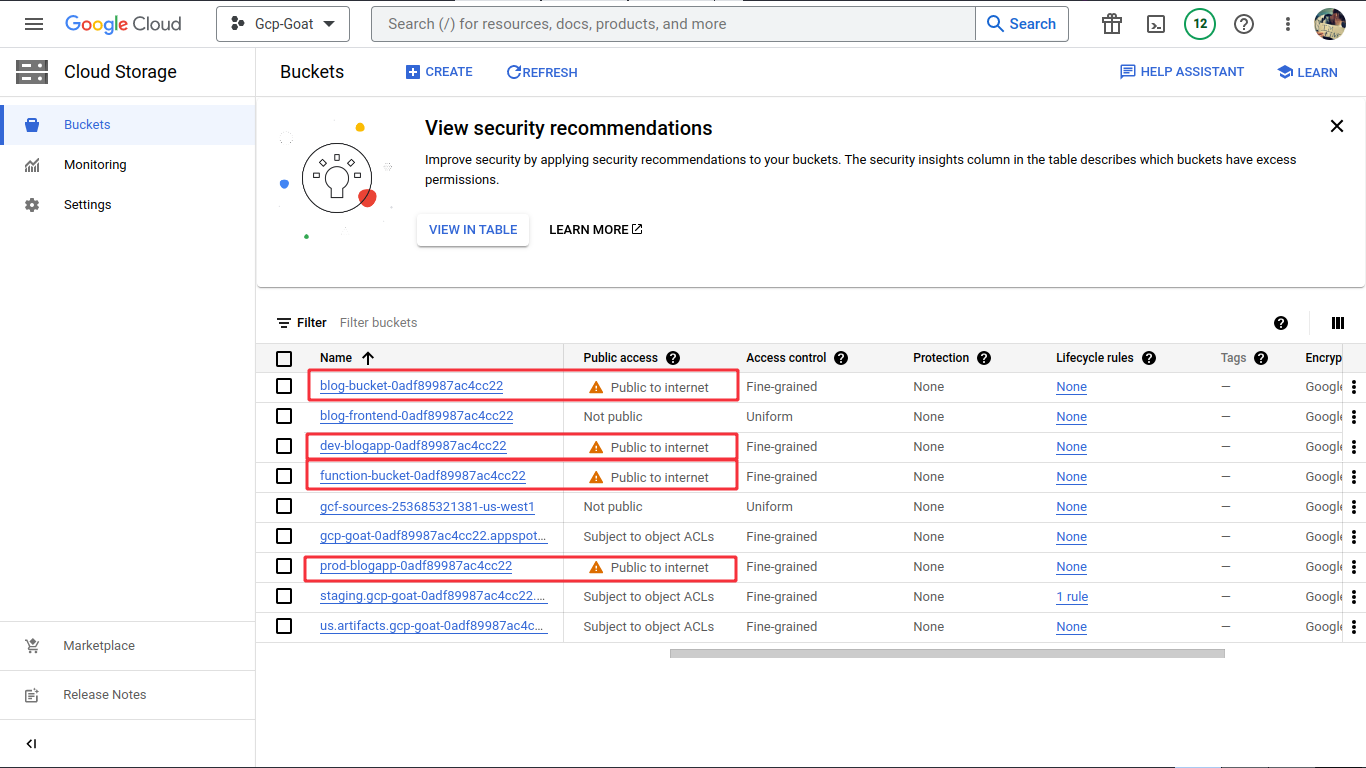 Google Cloud
Gcp-Goat
Search (/) for resources, docs, products, and more
Search
12
Cloud Storage
Buckets
CREATE
REFRESH
HELP ASSISTANT
LEARN
Buckets
Monitoring
Settings
View security recommendations
Improve security by applying security recommendations to your buckets. The security insights column in the table describes which buckets have excess
permissions.
VIEW IN TABLE
LEARN MORE
Filter
Filter buckets
Name Public access Access control Protection Lifecycle rules Tags Encryp
blog-bucket-0adf89987ac4cc22 Public to internet Fine-grained None None — Google
blog-frontend-0adf89987ac4cc22 Not public Uniform None None — Google
dev-blogapp-0adf89987ac4cc22 Public to internet Fine-grained None None — Google
function-bucket-0adf89987ac4cc22 Public to internet Fine-grained None None — Google
gcf-sources-253685321381-us-west1 Not public Uniform None None — Google
gcp-goat-0adf89987ac4cc22.appspot... Subject to object ACLs Fine-grained None None — Google
prod-blogapp-0adf89987ac4cc22 Public to internet Fine-grained None None — Google
staging.gcp-goat-0adf89987ac4cc22.... Subject to object ACLs Fine-grained None 1 rule — Google
us.artifacts.gcp-goat-0adf89987ac4c... Subject to object ACLs Fine-grained None None — Google
Marketplace
Release Notes